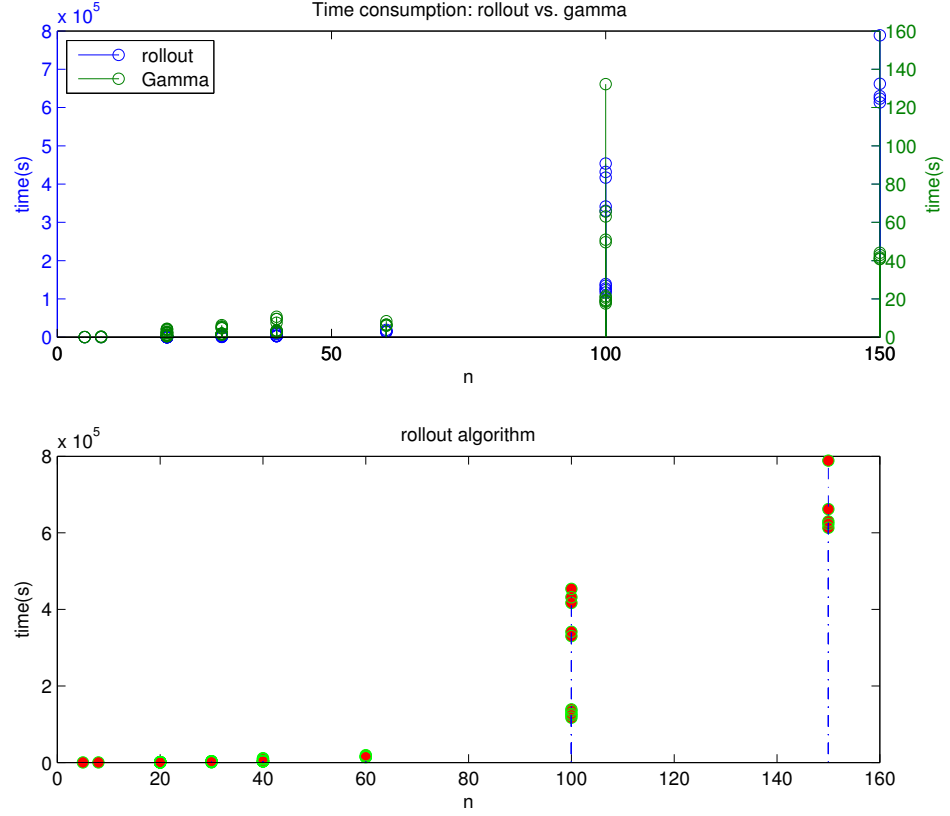 Time consumption: rollout vs. gamma
x 10^5
rollout
Gamma
time(s)
time(s)
8
7
6
5
4
3
2
1
0
160
140
120
100
80
60
40
20
0
0 50 100 150
n
rollout algorithm
x 10^5
time(s)
8
6
4
2
0
0 20 40 60 80 100 120 140 160
n